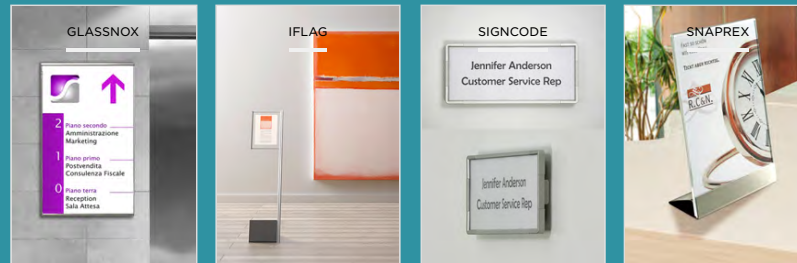 GLASSNOX
2 Piano secondo
Amministrazione
Marketing
1 Piano primo
Postvendita
Consulenza Fiscale
0 Piano terra
Reception
Sala Attesa
IFLAG
SIGNCODE
Jennifer Anderson
Customer Service Rep
Jennifer Anderson
Customer Service Rep
SNAPREX
R.C&N.